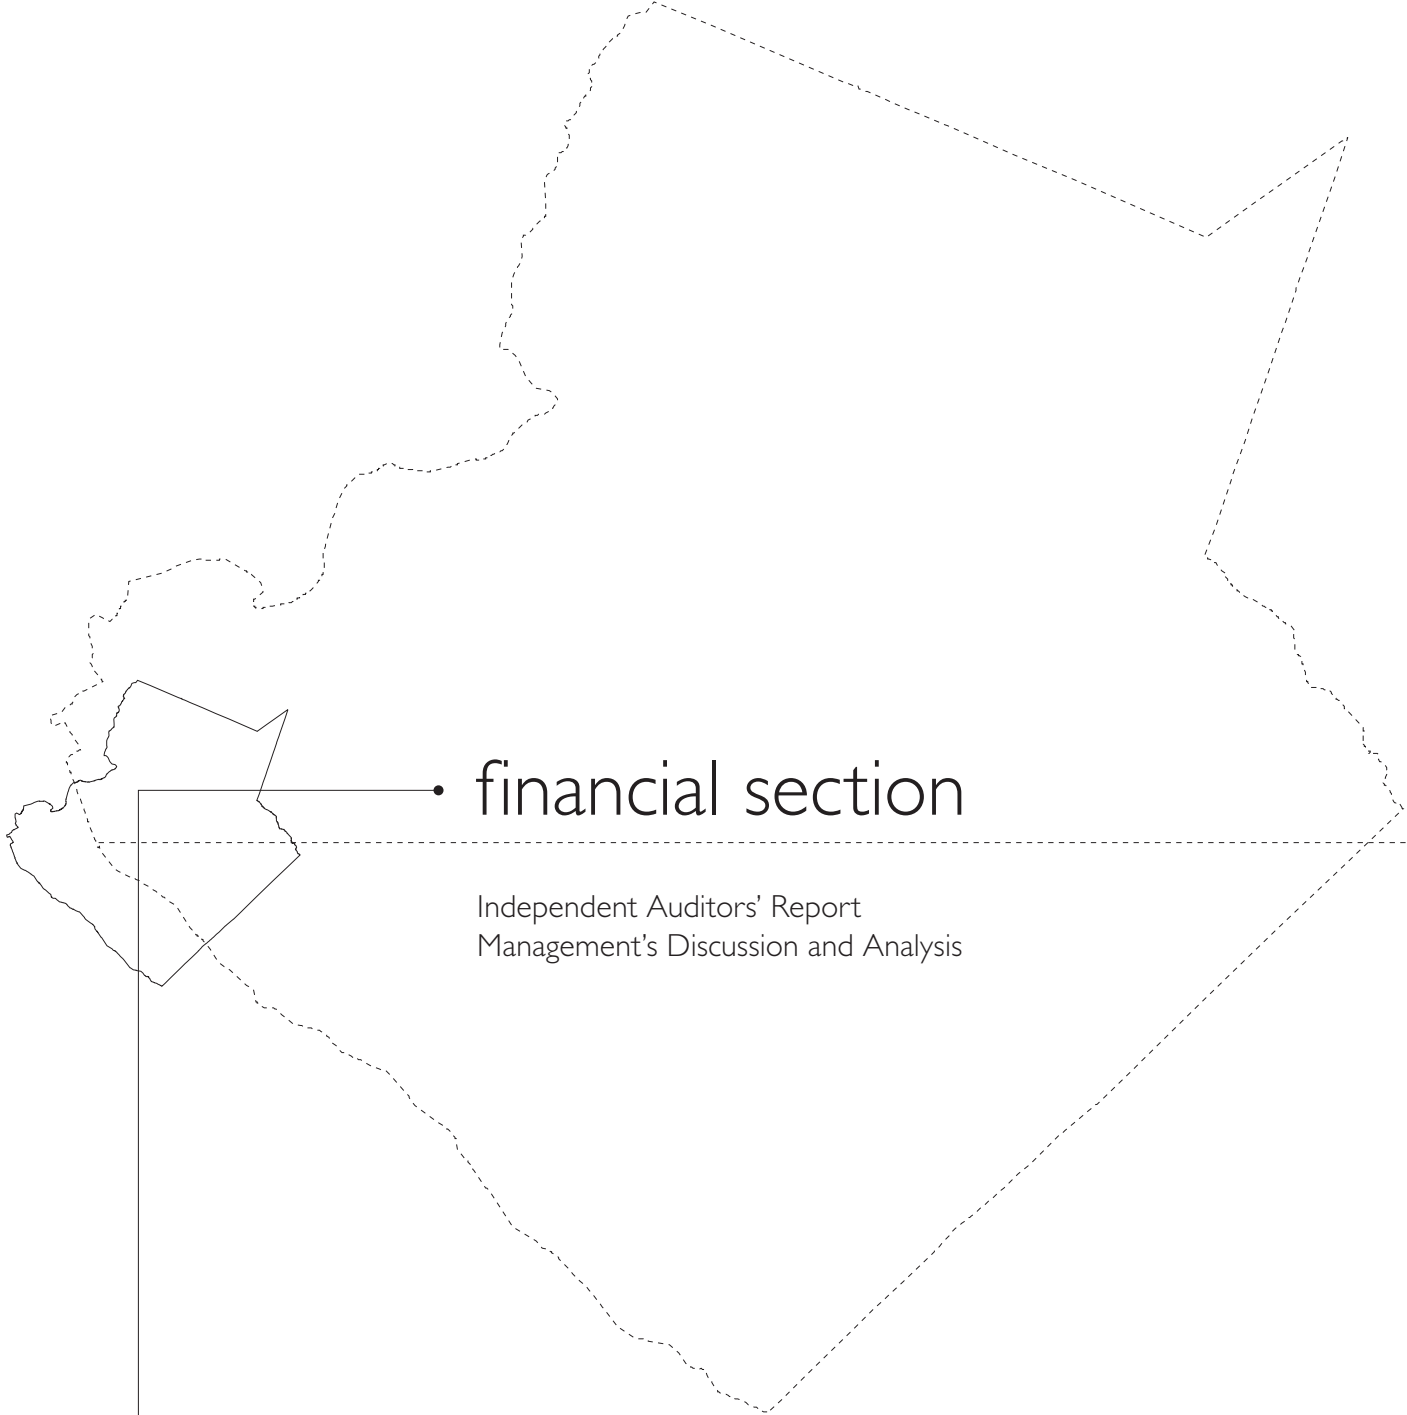 financial section
Independent Auditors’ Report
Management’s Discussion and Analysis